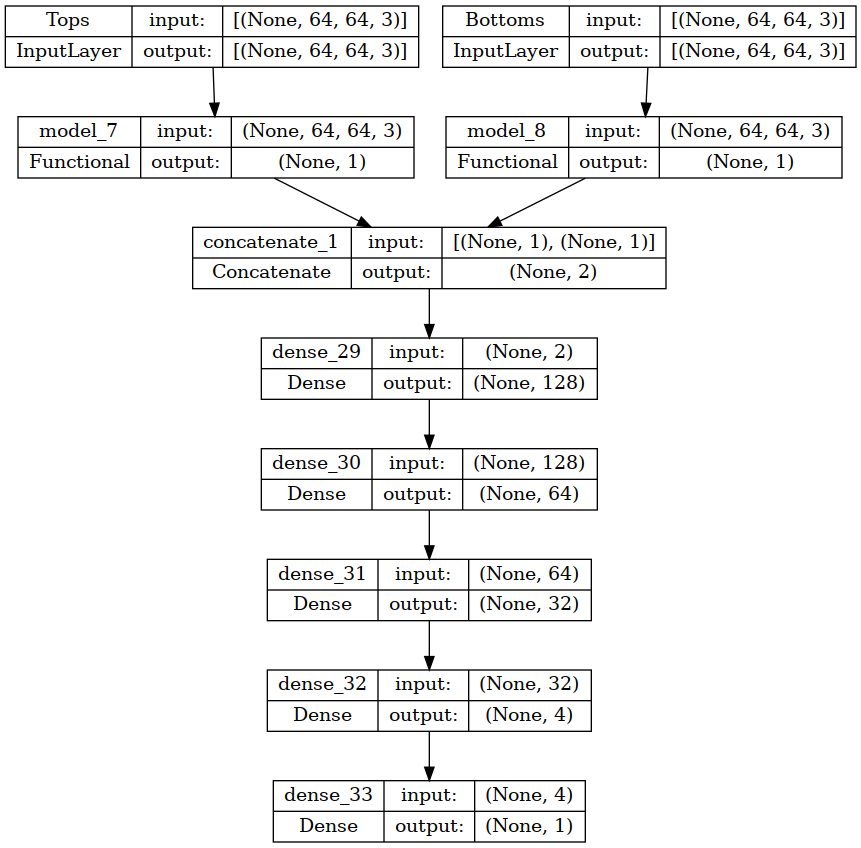 Tops input: [(None, 64, 64, 3)]
InputLayer output: [(None, 64, 64, 3)]
Bottoms input: [(None, 64, 64, 3)]
InputLayer output: [(None, 64, 64, 3)]
model_7 input: (None, 64, 64, 3)
Functional output: (None, 1)
model_8 input: (None, 64, 64, 3)
Functional output: (None, 1)
concatenate_1 input: [(None, 1), (None, 1)]
Concatenate output: (None, 2)
dense_29 input: (None, 2)
Dense output: (None, 128)
dense_30 input: (None, 128)
Dense output: (None, 64)
dense_31 input: (None, 64)
Dense output: (None, 32)
dense_32 input: (None, 32)
Dense output: (None, 4)
dense_33 input: (None, 4)
Dense output: (None, 1)